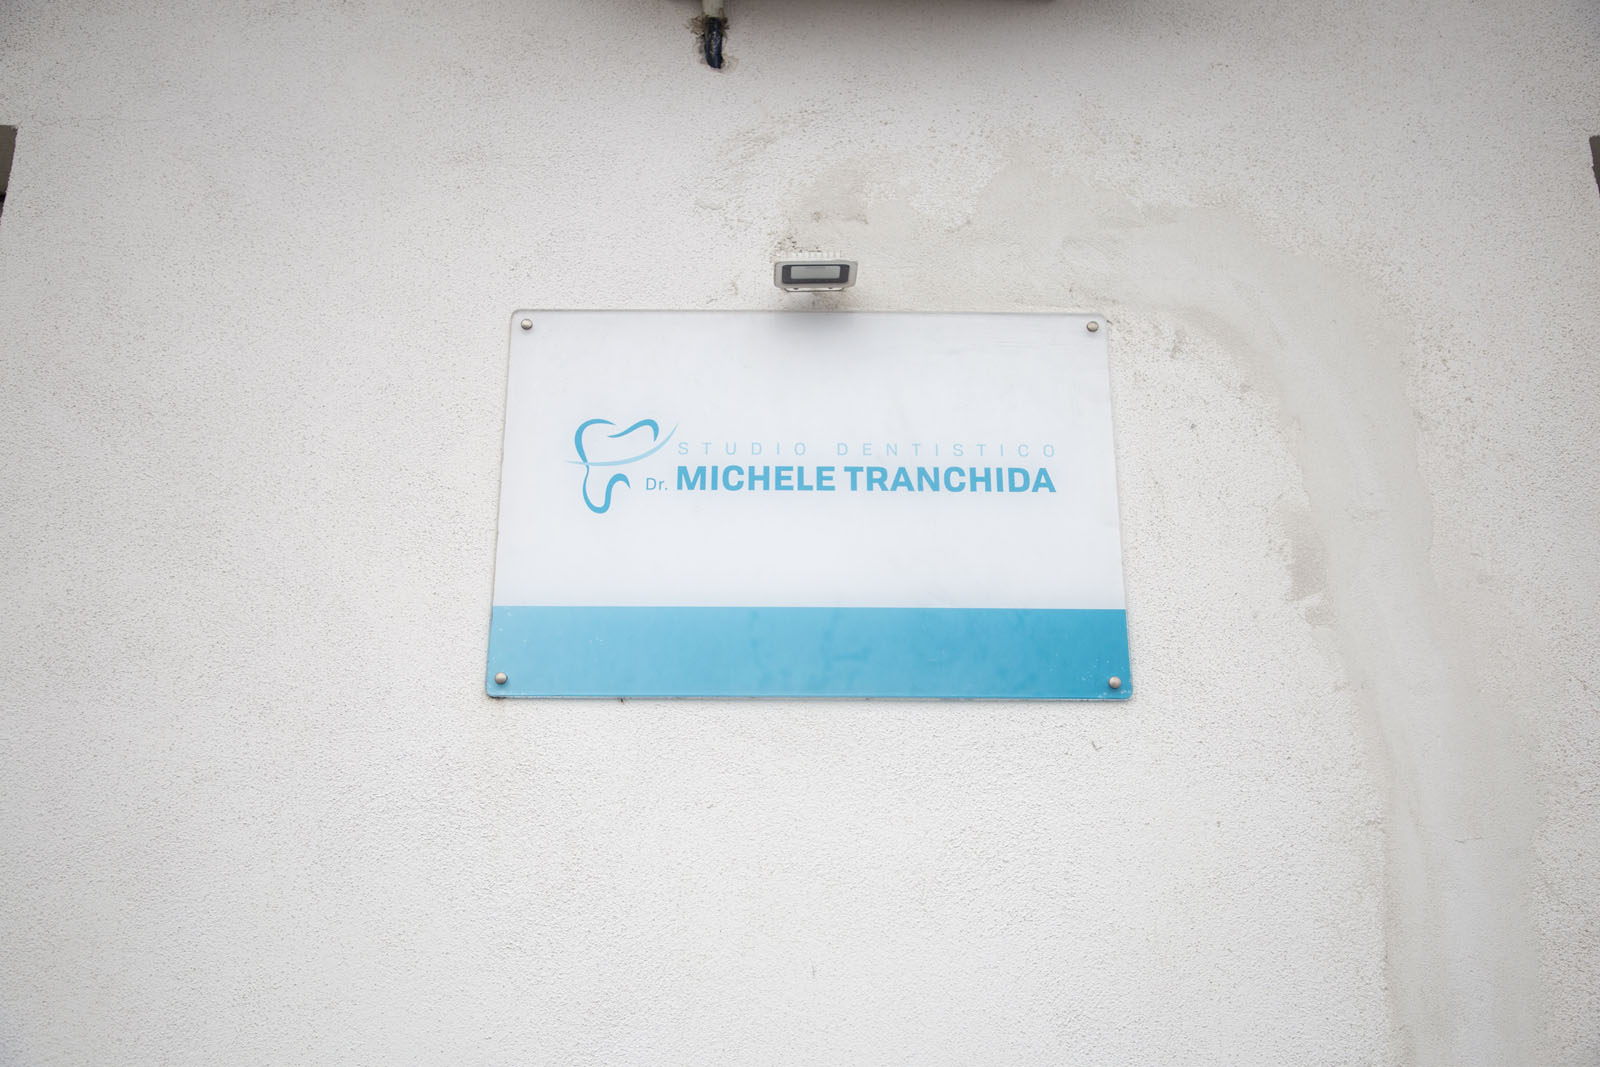 STUDIO DENTISTICO
Dr. MICHELE TRANCHIDA